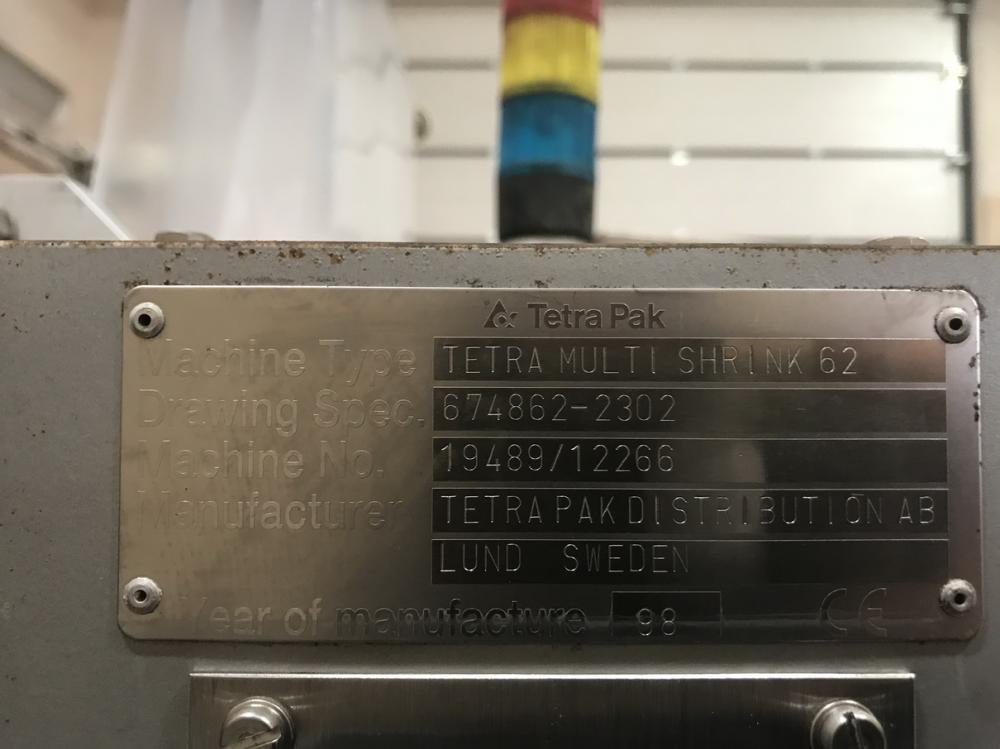 Tetra Pak
Machine Type TETRA MULTI SHRINK 62
Drawing Spec. 674862-2302
Machine No. 19489/12266
Manufacturer TETRA PAK DISTRIBUTION AB
LUND SWEDEN
Year of manufacture 98 CE